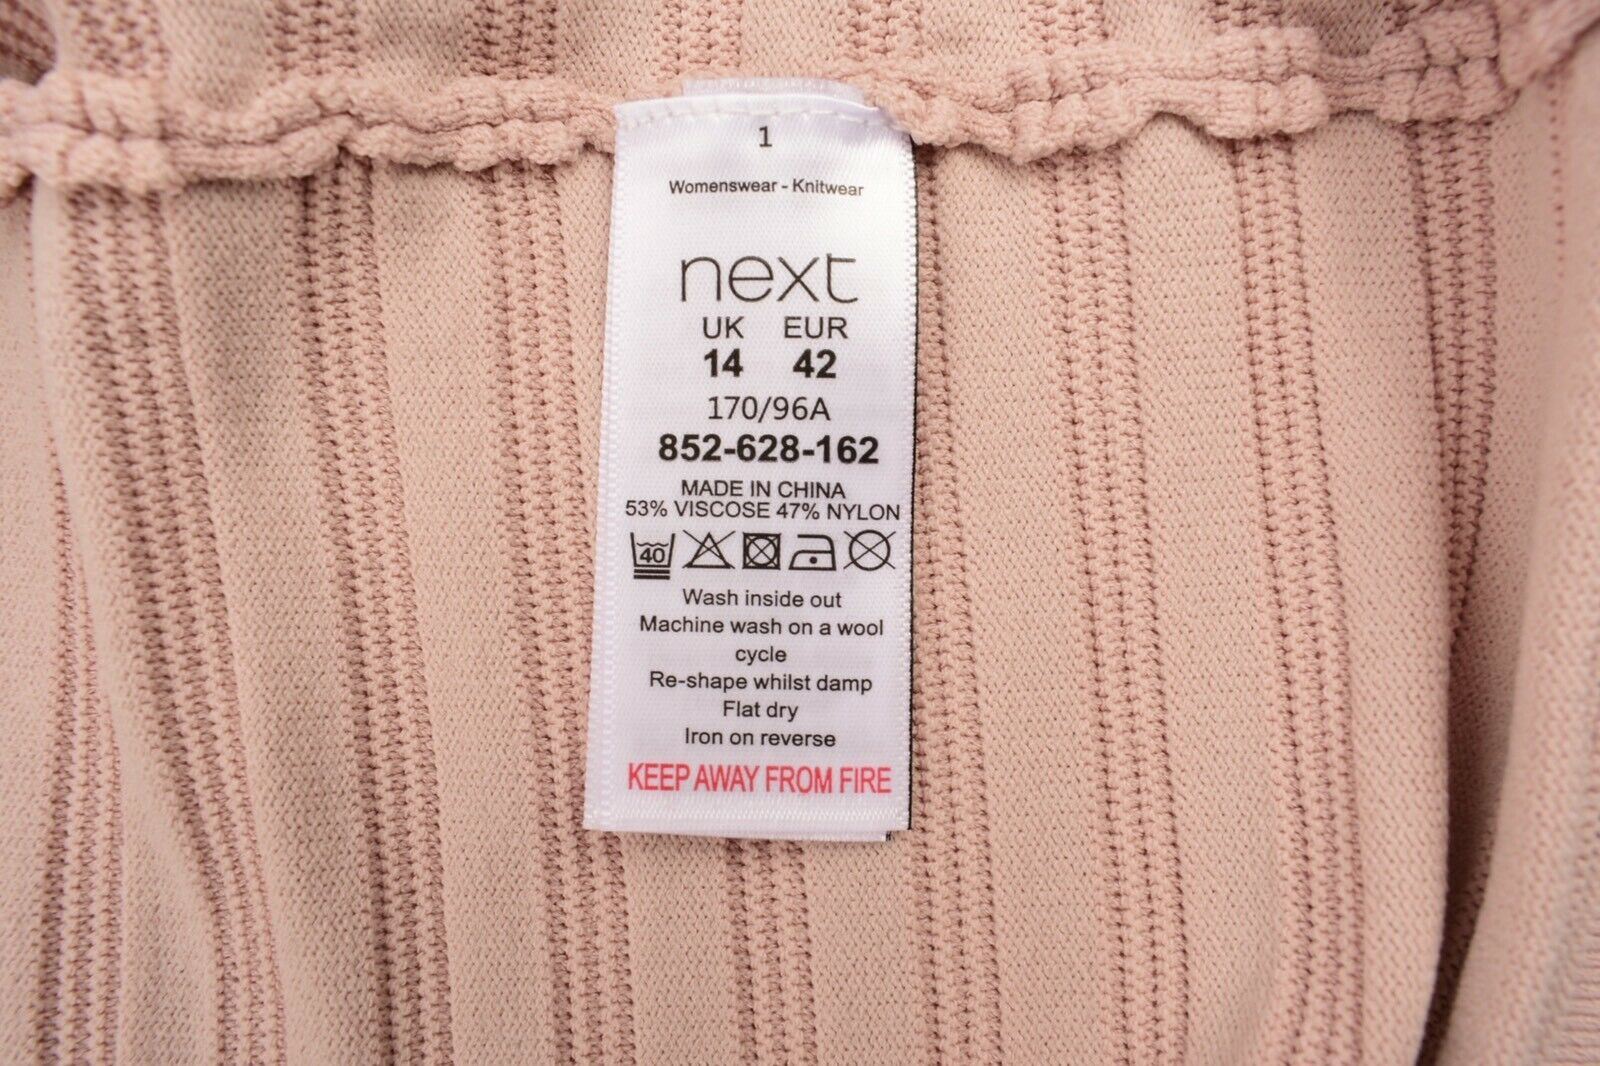 1
Womenswear - Knitwear
next
UK EUR
14 42
170/96A
852-628-162
MADE IN CHINA
53% VISCOSE 47% NYLON
40
Wash inside out
Machine wash on a wool
cycle
Re-shape whilst damp
Flat dry
Iron on reverse
KEEP AWAY FROM FIRE